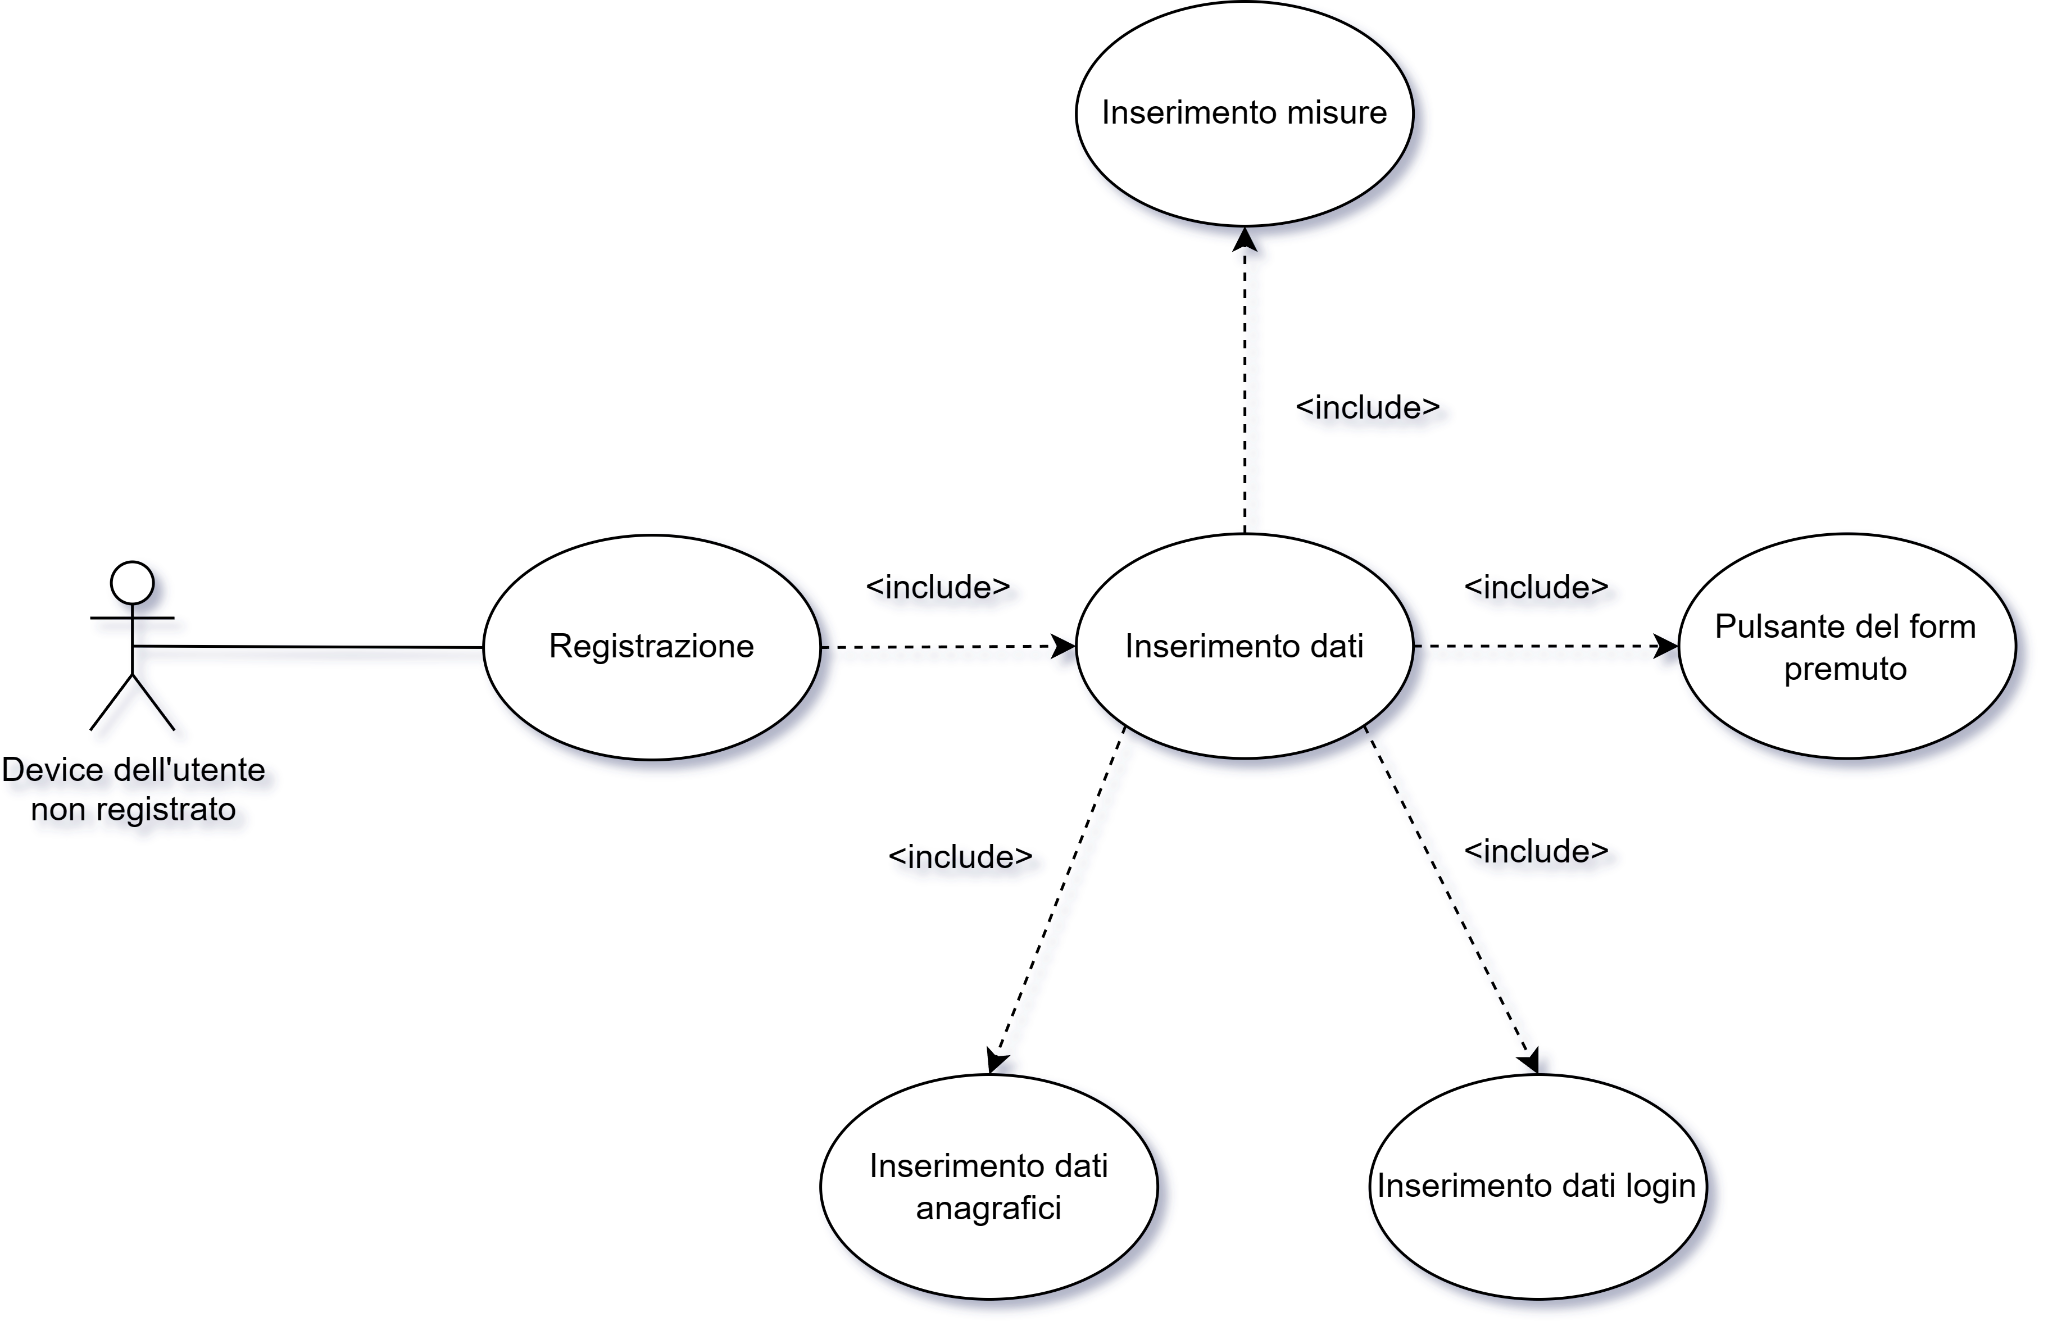 Inserimento misure
<include>
<include>
<include>
Registrazione
Inserimento dati
Pulsante del form
premuto
Device dell'utente
non registrato
<include>
<include>
Inserimento dati
anagrafici
Inserimento dati login